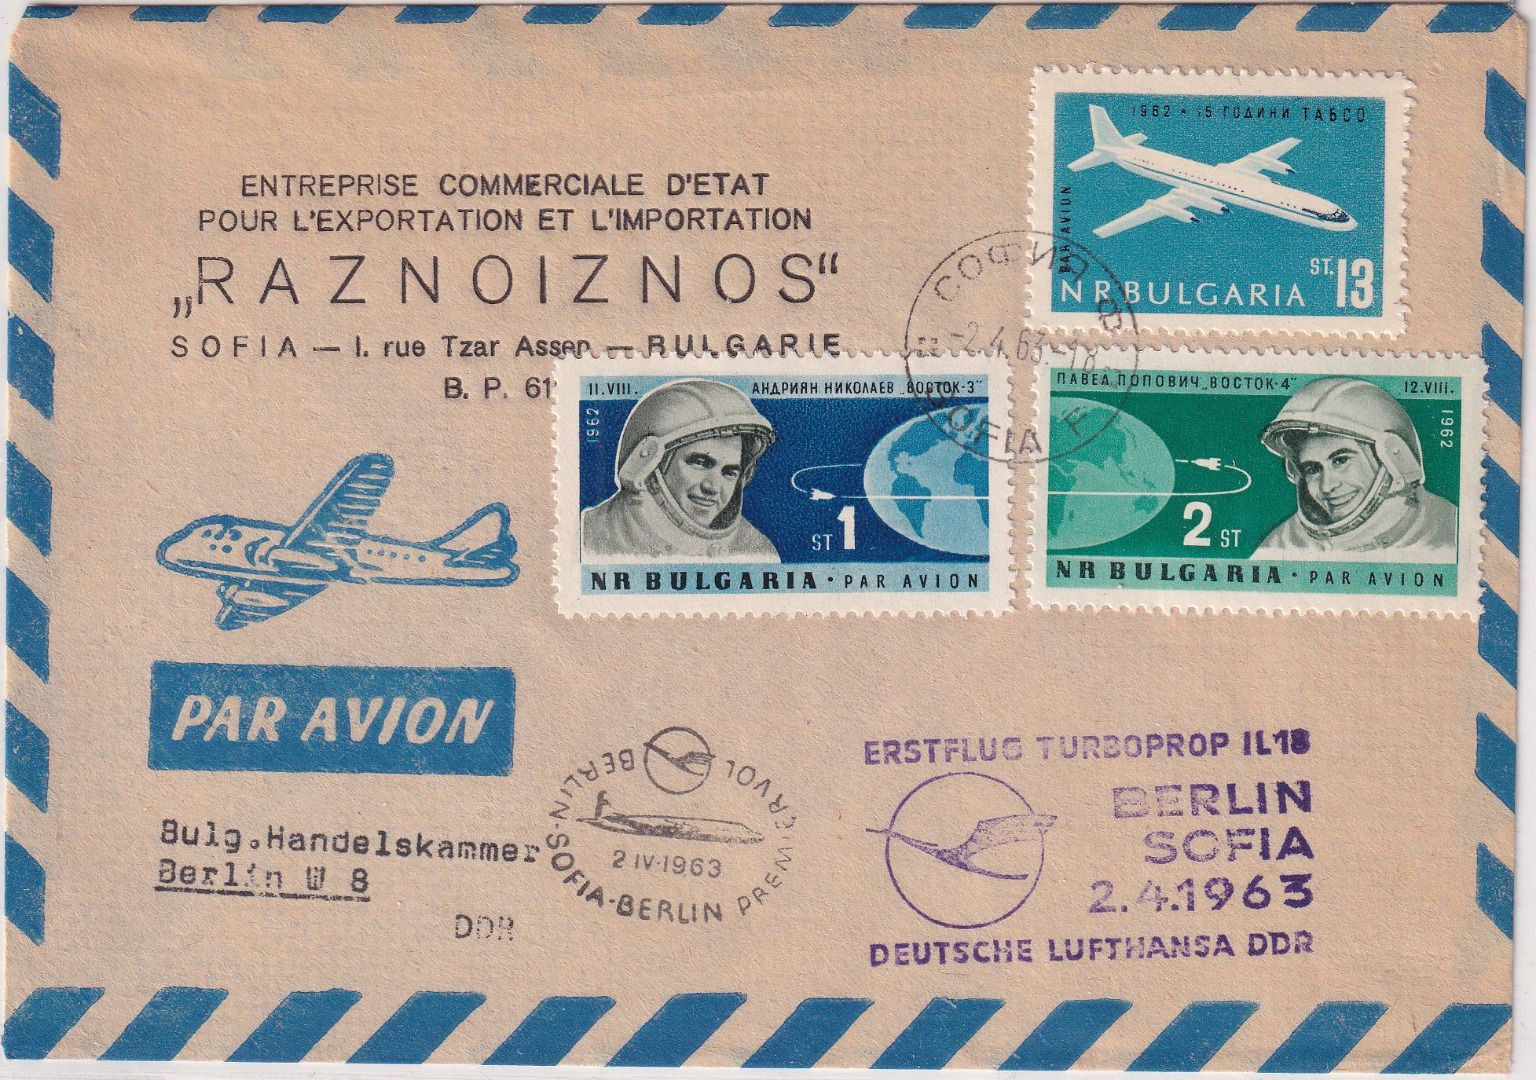 ENTREPRISE COMMERCIALE D'ETAT
POUR L'EXPORTATION ET L'IMPORTATION
„RAZNOIZNOS“
SOFIA — I. rue Tzar Assen — BULGARIE
B. P. 61
1962 • 15 ГОДИНИ ТАБСО
PAR AVION
ST. 13
NR BULGARIA
СОФИЯ
-2.4.63.-18
SOFIA
11.VIII. АНДРИЯН НИКОЛАЕВ „ВОСТОК-3"
1962
ST 1
NR BULGARIA · PAR AVION
ПАВЕЛ ПОПОВИЧ „ВОСТОК-4" 12.VIII.
1962
2 ST
NR BULGARIA · PAR AVION
PAR AVION
Bulg.Handelskammer
Berlin W 8
DDR
BERLIN·SOFIA·BERLIN PREMIER VOL
2 IV·1963
ERSTFLUG TURBOPROP IL18
BERLIN
SOFIA
2.4.1963
DEUTSCHE LUFTHANSA DDR